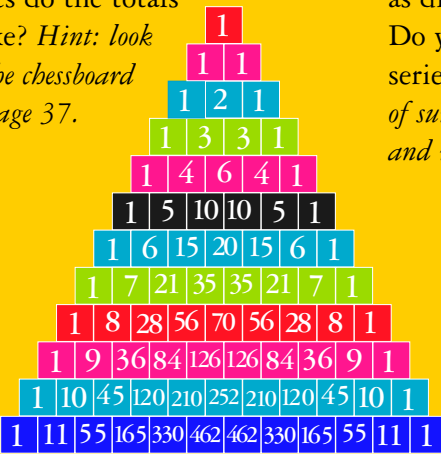 es do the totals
ke? Hint: look
he chessboard
age 37.
as di
Do y
serie
of su
and
1
1 1
1 2 1
1 3 3 1
1 4 6 4 1
1 5 10 10 5 1
1 6 15 20 15 6 1
1 7 21 35 35 21 7 1
1 8 28 56 70 56 28 8 1
1 9 36 84 126 126 84 36 9 1
1 10 45 120 210 252 210 120 45 10 1
1 11 55 165 330 462 462 330 165 55 11 1